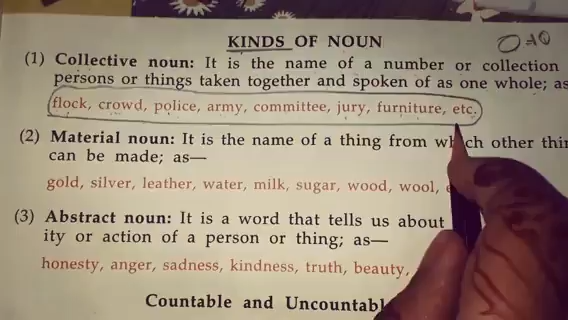 KINDS OF NOUN
(1) Collective noun: It is the name of a number or collection
persons or things taken together and spoken of as one whole; as
flock, crowd, police, army, committee, jury, furniture, etc.
(2) Material noun: It is the name of a thing from which other
can be made; as—
gold, silver, leather, water, milk, sugar, wood, wool,
(3) Abstract noun: It is a word that tells us about
ity or action of a person or thing; as—
honesty, anger, sadness, kindness, truth, beauty,
Countable and